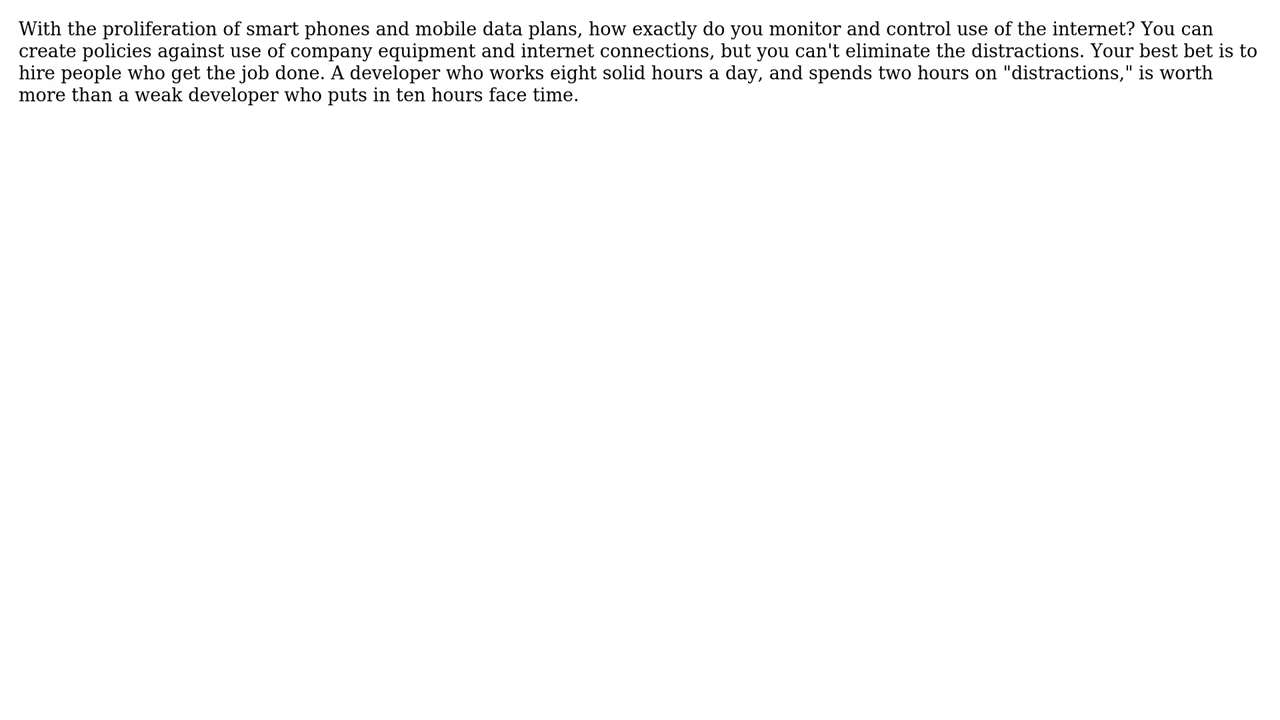 With the proliferation of smart phones and mobile data plans, how exactly do you monitor and control use of the internet? You can
create policies against use of company equipment and internet connections, but you can't eliminate the distractions. Your best bet is to
hire people who get the job done. A developer who works eight solid hours a day, and spends two hours on "distractions," is worth
more than a weak developer who puts in ten hours face time.